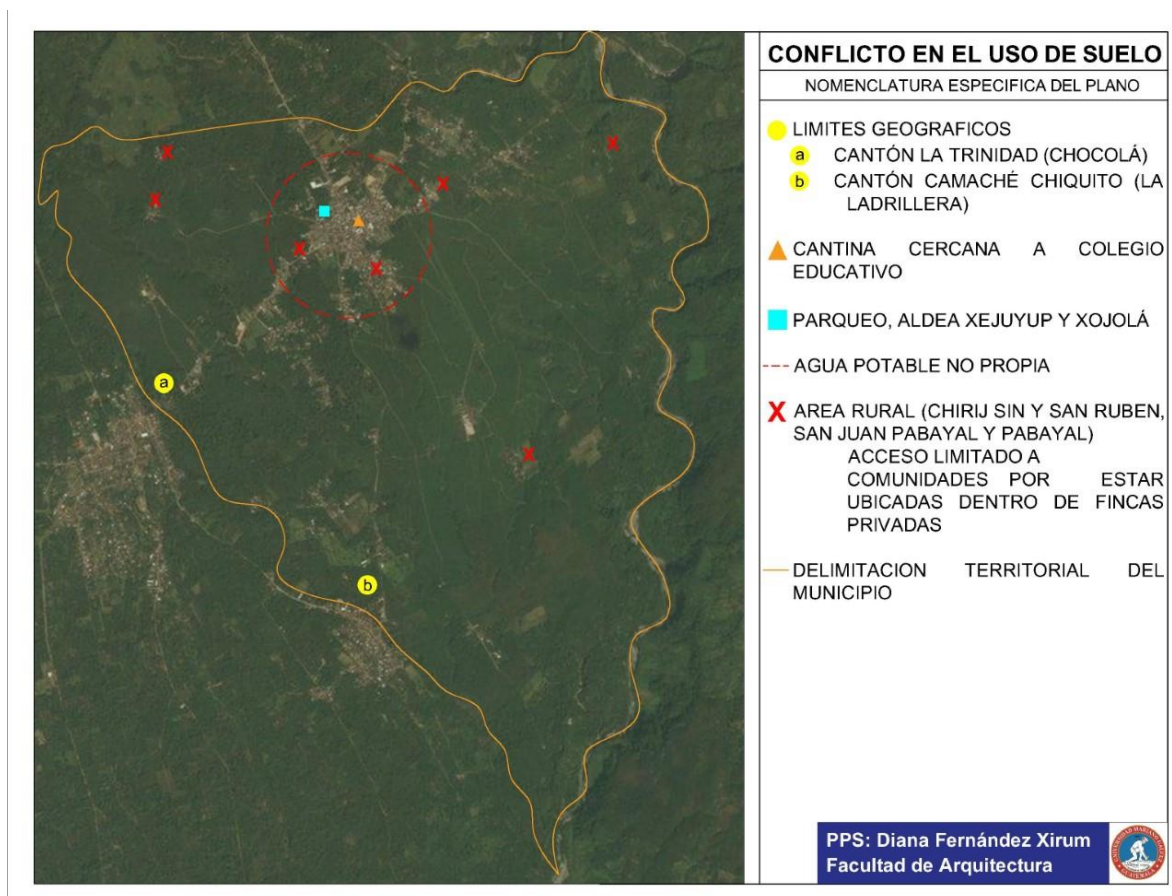 CONFLICTO EN EL USO DE SUELO
NOMENCLATURA ESPECIFICA DEL PLANO
LIMITES GEOGRAFICOS
a CANTÓN LA TRINIDAD (CHOCOLÁ)
b CANTÓN CAMACHÉ CHIQUITO (LA
LADRILLERA)
CANTINA CERCANA A COLEGIO
EDUCATIVO
PARQUEO, ALDEA XEJUYUP Y XOJOLÁ
AGUA POTABLE NO PROPIA
X AREA RURAL (CHIRIJ SIN Y SAN RUBEN,
SAN JUAN PABAYAL Y PABAYAL)
ACCESO LIMITADO A
COMUNIDADES POR ESTAR
UBICADAS DENTRO DE FINCAS
PRIVADAS
DELIMITACION TERRITORIAL DEL
MUNICIPIO
X
X
X
X
X
X
X
a
b
PPS: Diana Fernández Xirum
Facultad de Arquitectura